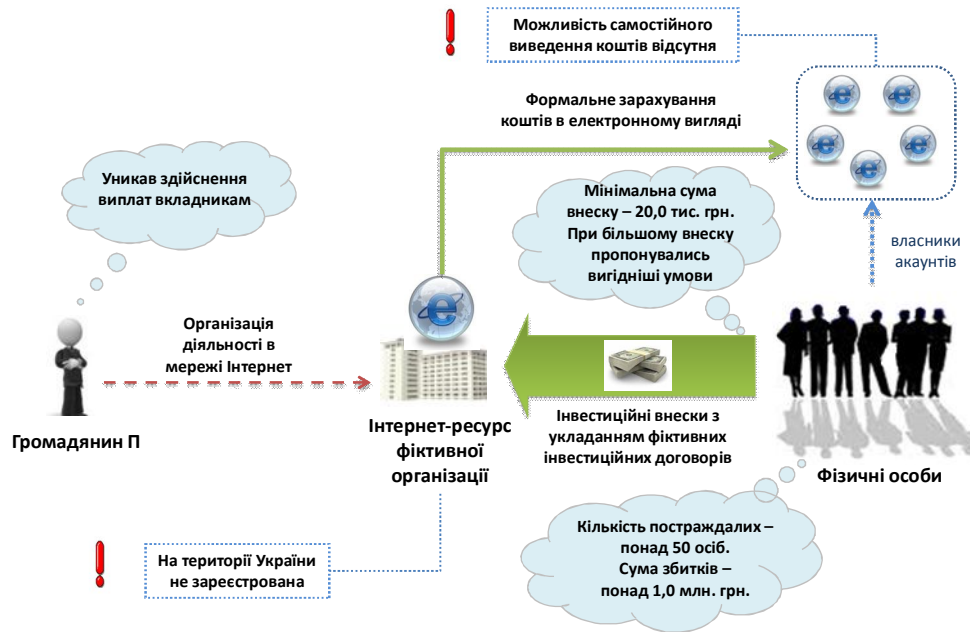 Можливість самостійного
виведення коштів відсутня
Формальне зарахування
коштів в електронному вигляді
Уникав здійснення
виплат вкладникам
Мінімальна сума
внеску – 20,0 тис. грн.
При більшому внеску
пропонувались
вигідніші умови
власники
акаунтів
Організація
діяльності в
мережі Інтернет
Громадянин П
Інтернет-ресурс
фіктивної
організації
Інвестиційні внески з
укладанням фіктивних
інвестиційних договорів
Фізичні особи
Кількість постраждалих –
понад 50 осіб.
Сума збитків –
понад 1,0 млн. грн.
На території України
не зареєстрована